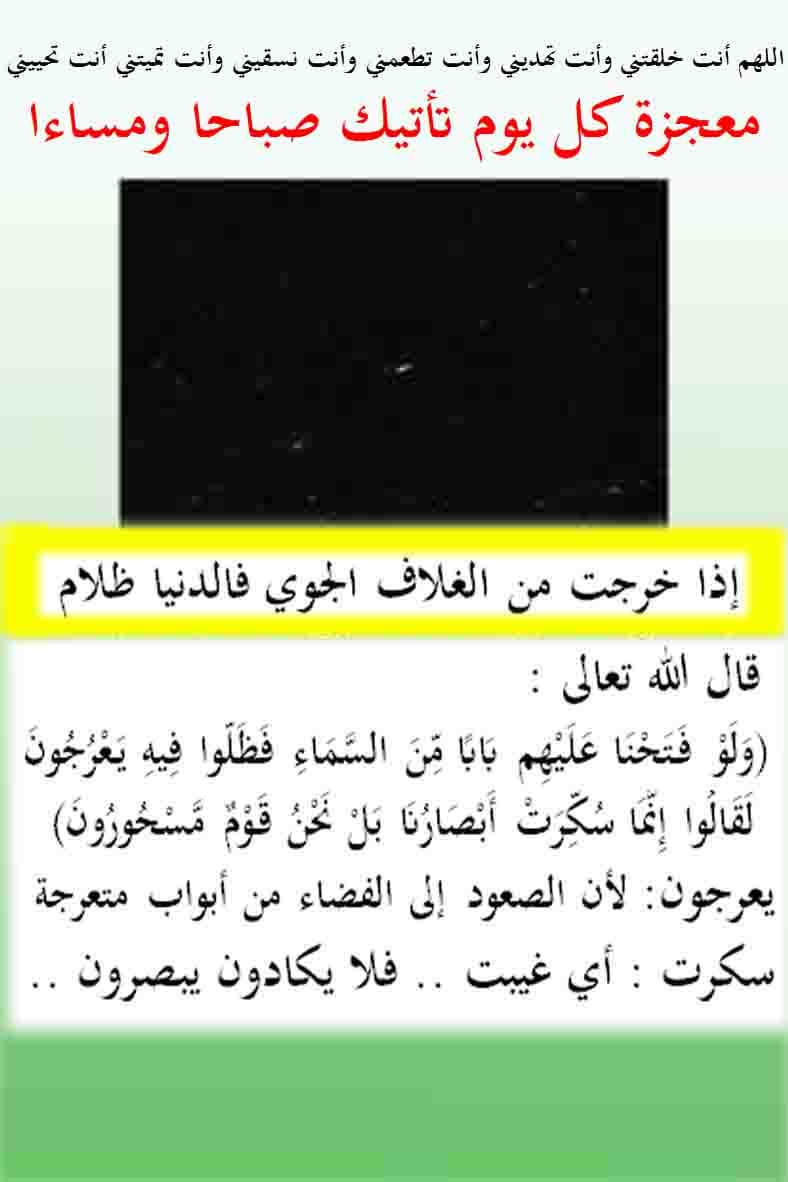 اللهم أنت خلقتني وأنت تهديني وأنت تطعمني وأنت نسقيني وأنت تميتني أنت تحييني
معجزة كل يوم تأتيك صباحا ومساءا
إذا خرجت من الغلاف الجوي فالدنيا ظلام
قال الله تعالى :
(وَلَوْ فَتَحْنَا عَلَيْهِم بَابًا مِّنَ السَّمَاءِ فَظَلُّوا فِيهِ يَعْرُجُونَ
لَقَالُوا إِنَّمَا سُكِّرَتْ أَبْصَارُنَا بَلْ نَحْنُ قَوْمٌ مَّسْحُورُونَ)
يعرجون: لأن الصعود إلى الفضاء من أبواب متعرجة
سكرت : أي غيبت .. فلا يكادون يبصرون ..